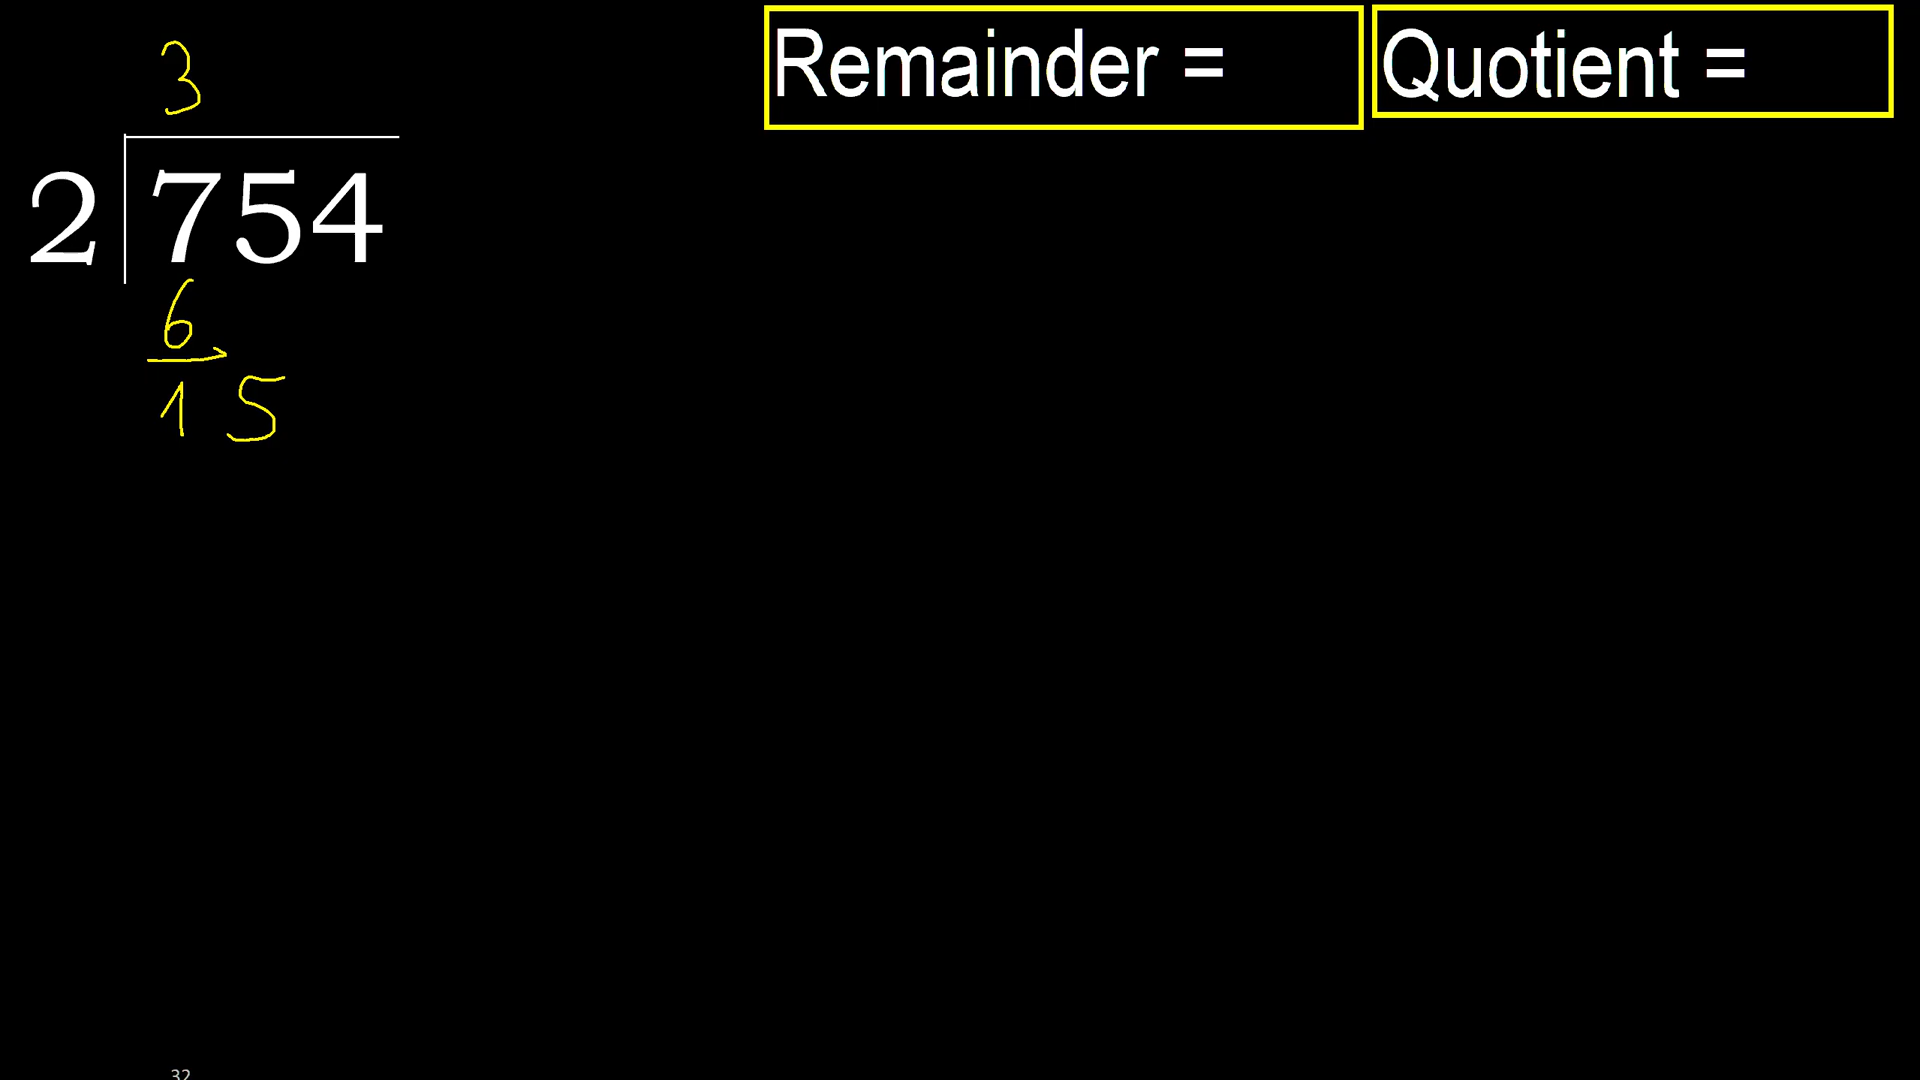 3
2 754
6
1 5
Remainder =
Quotient =
32